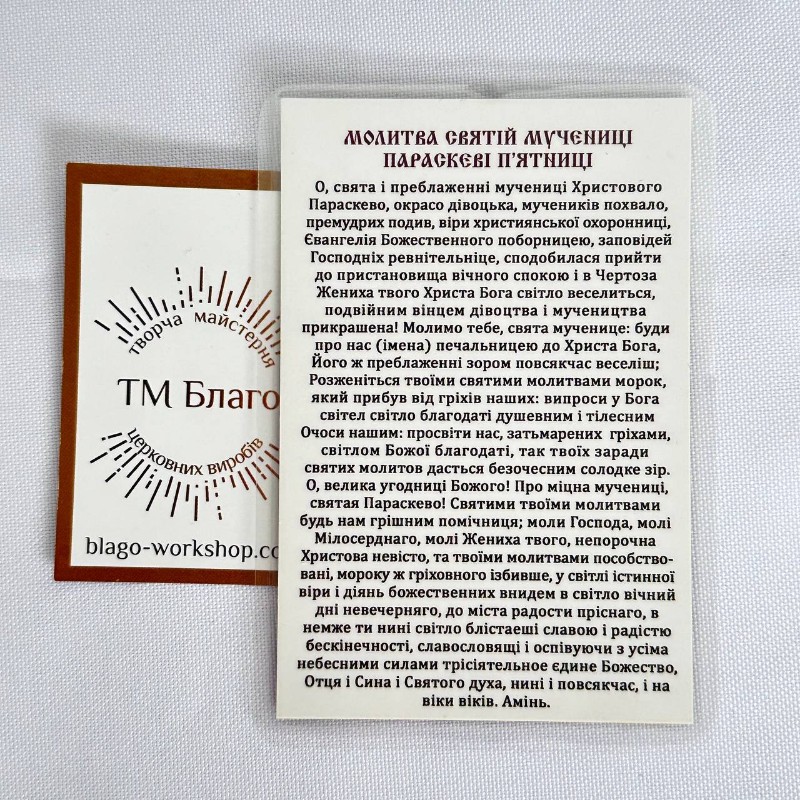 МОЛИТВА СВЯТІЙ МУЧЕНИЦІ
ПАРАСКЕВІ П'ЯТНИЦІ
О, свята і преблаженні мучениці Христового
Параскево, окрасо дівоцька, мучеників похвало,
премудрих подив, віри християнської охоронниці,
Євангелія Божественного поборницею, заповідей
Господніх ревнітельніце, сподобилася прийти
до пристановища вічного спокою і в Чертоза
Жениха твого Христа Бога світло веселиться,
подвійним вінцем дівоцтва і мучеництва
прикрашена! Молимо тебе, свята мученице: буди
про нас (імена) печальницею до Христа Бога,
Його ж преблаженні зором повсякчас веселіш;
Розженіться твоїми святими молитвами морок,
який прибув від гріхів наших: випроси у Бога
світел світло благодаті душевним і тілесним
Очоси нашим: просвіти нас, затьмарених гріхами,
світлом Божої благодаті, так твоїх заради
святих молитов дасться безочесним солодке зір.
О, велика угодниці Божого! Про міцна мучениці,
святая Параскево! Святими твоїми молитвами
будь нам грішним помічниця; моли Господа, молі
Мілосерднаго, молі Жениха твого, непорочна
Христова невісто, та твоїми молитвами пособство-
вані, мороку ж гріховного ізбивше, у світлі істинної
віри і діянь божественних внидем в світло вічний
дні невечерняго, до міста радости пріснаго, в
немже ти нині світло блістаеші славою і радістю
бескінечності, славословящі і оспівуючи з усіма
небесними силами трісіятельное єдине Божество,
Отця і Сина і Святого духа, нині і повсякчас, і на
віки віків. Амінь.
творча майстерня
ТМ Благо
церковних виробів
blago-workshop.co